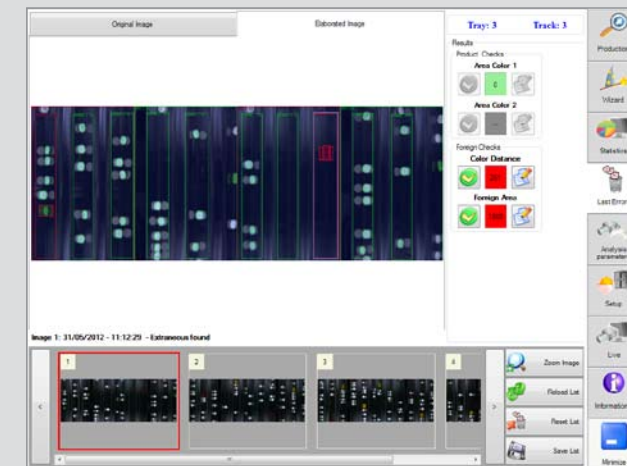 Original Image
Elaborated Image
Tray: 3 Track: 3
Results
Product Checks
Area Color 1
0
Area Color 2
--
Foreign Checks
Color Distance
Foreign Area
Production
Wizard
Statistics
Last Error
Analysis
parameters
Setup
Live
Information
Minimize
Image 1: 31/05/2012 - 11:12:29 - Extraneous found
1
2
3
4
Zoom Image
Reload List
Reset List
Save List